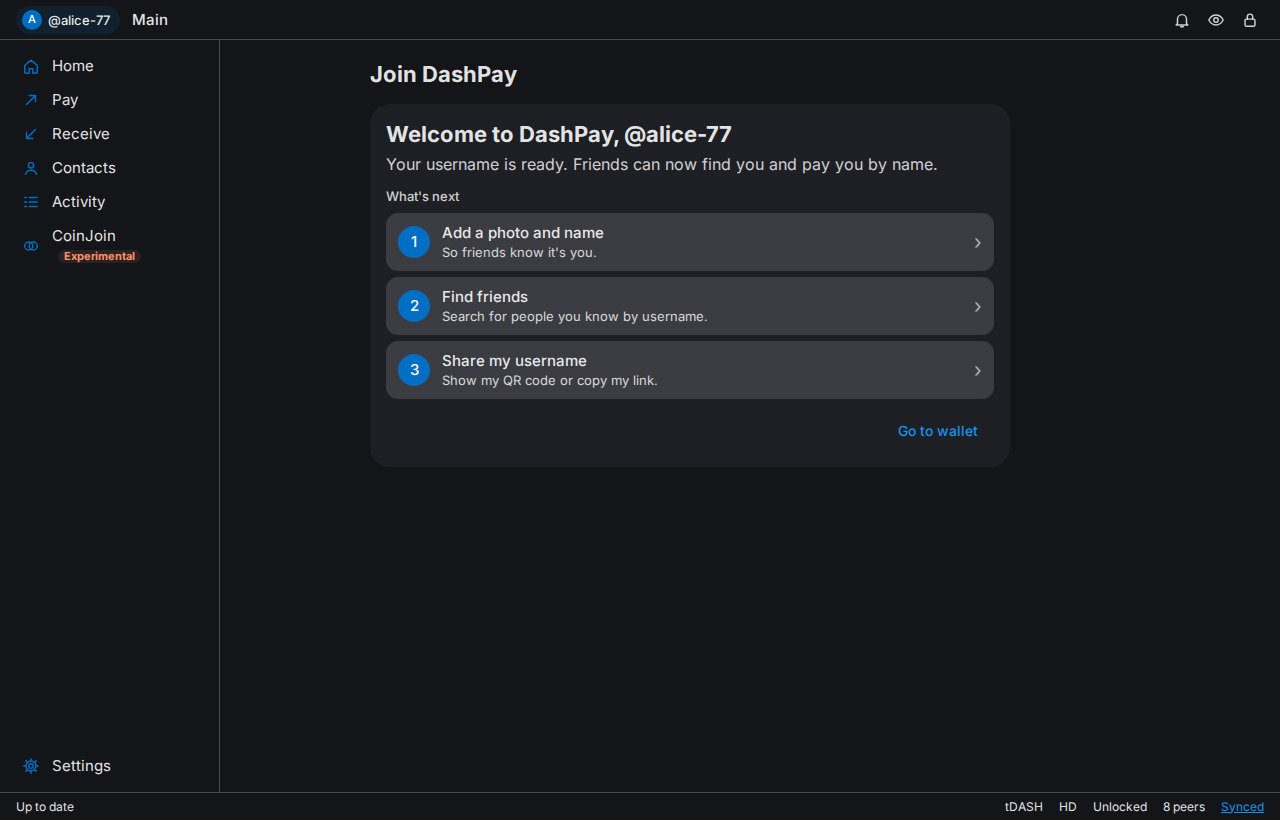 A @alice-77 Main
Home
Pay
Receive
Contacts
Activity
CoinJoin
Experimental
Settings
Join DashPay
Welcome to DashPay, @alice-77
Your username is ready. Friends can now find you and pay you by name.
What's next
1
Add a photo and name
So friends know it's you.
2
Find friends
Search for people you know by username.
3
Share my username
Show my QR code or copy my link.
Go to wallet
Up to date
tDASH HD Unlocked 8 peers Synced